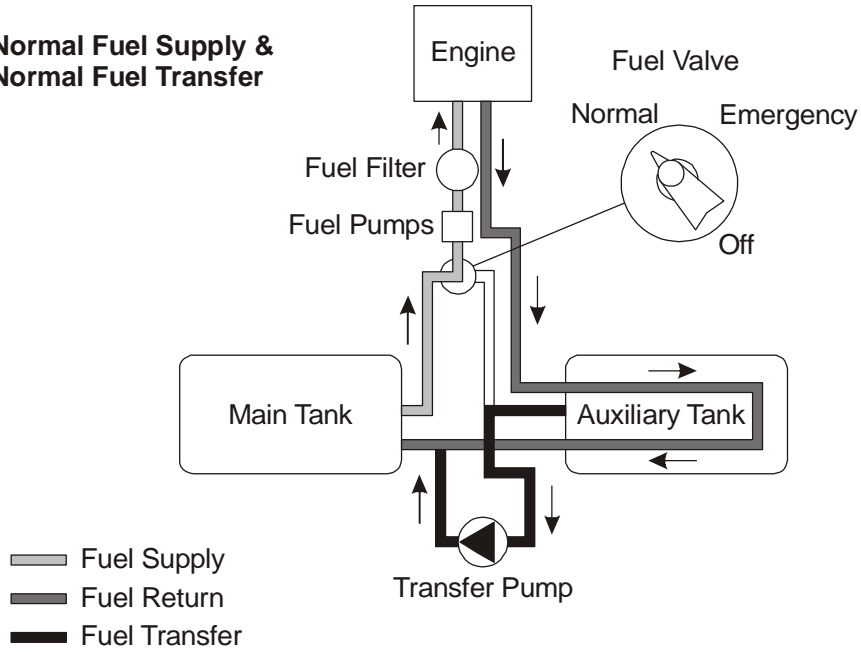 Normal Fuel Supply &
Normal Fuel Transfer
Engine
Fuel Valve
Normal
Emergency
Off
Fuel Filter
Fuel Pumps
Main Tank
Auxiliary Tank
Transfer Pump
Fuel Supply
Fuel Return
Fuel Transfer